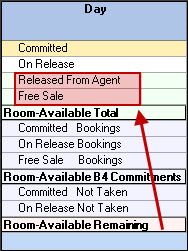 Day
Committed
On Release
Released From Agent
Free Sale
Room-Available Total
Committed Bookings
On Release Bookings
Free Sale Bookings
Room-Available B4 Commitments
Committed Not Taken
On Release Not Taken
Room-Available Remaining